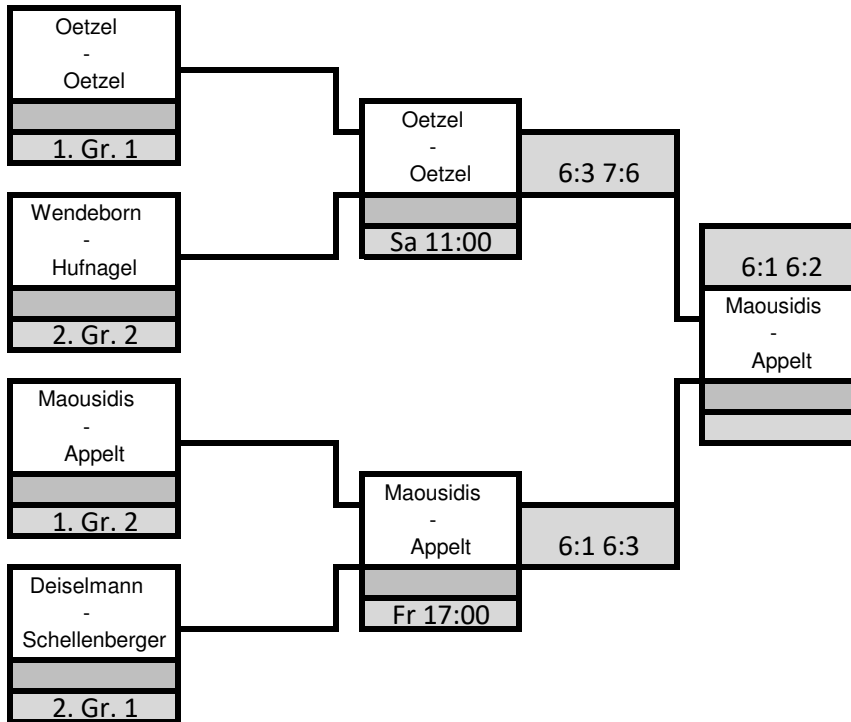 Oetzel
-
Oetzel
1. Gr. 1
Wendeborn
-
Hufnagel
2. Gr. 2
Maousidis
-
Appelt
1. Gr. 2
Deiselmann
-
Schellenberger
2. Gr. 1
Oetzel
-
Oetzel
Sa 11:00
6:3 7:6
Maousidis
-
Appelt
Fr 17:00
6:1 6:3
6:1 6:2
Maousidis
-
Appelt